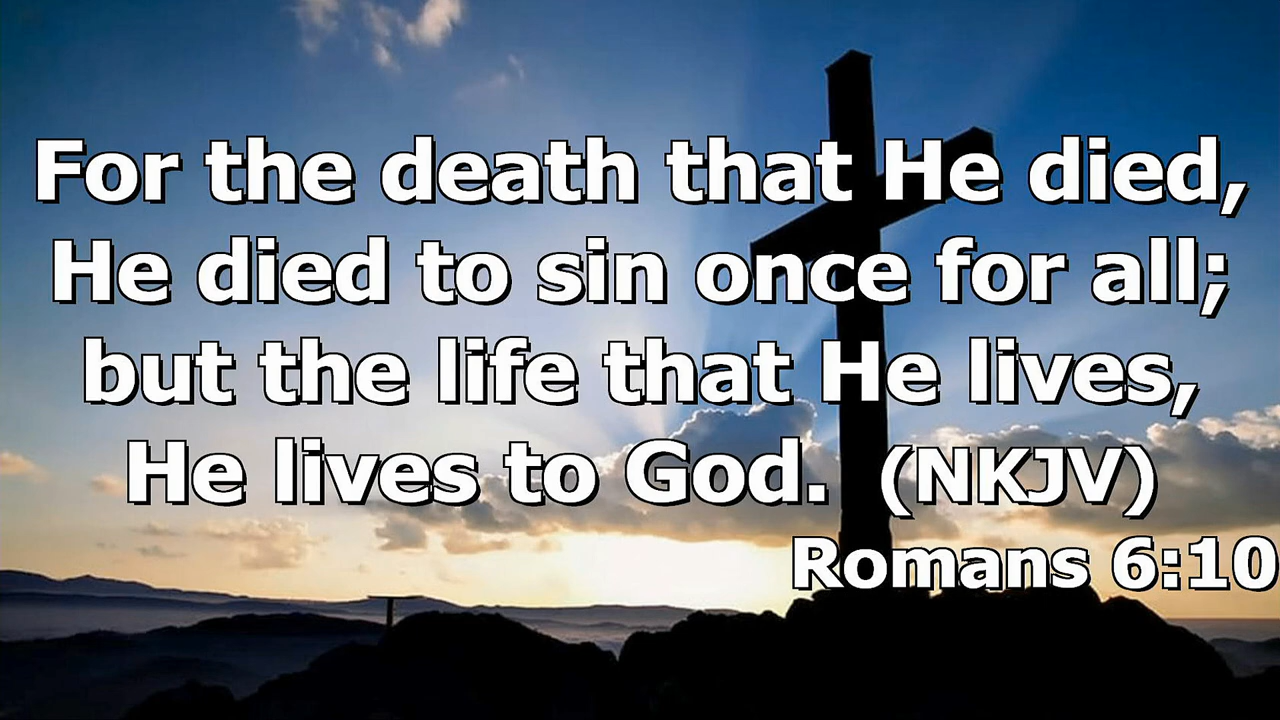 For the death that He died,
He died to sin once for all;
but the life that He lives,
He lives to God. (NKJV)
Romans 6:10